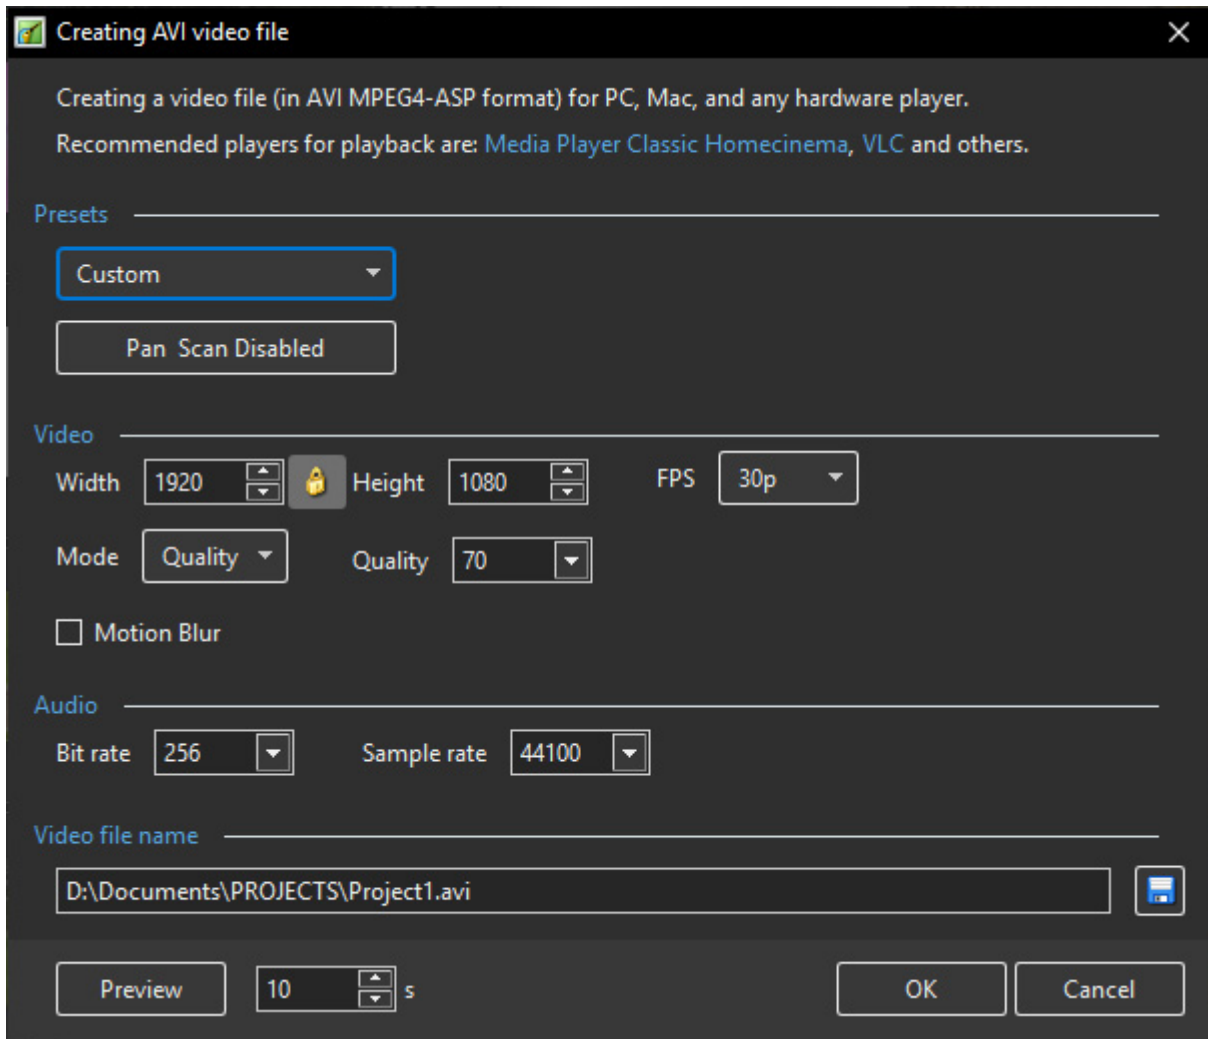 Creating AVI video file
Creating a video file (in AVI MPEG4-ASP format) for PC, Mac, and any hardware player.
Recommended players for playback are: Media Player Classic Homecinema, VLC and others.
Presets
Custom
Pan  Scan Disabled
Video
Width 1920 Height 1080 FPS 30p
Mode Quality Quality 70
Motion Blur
Audio
Bit rate 256 Sample rate 44100
Video file name
D:\Documents\PROJECTS\Project1.avi
Preview 10 s OK Cancel